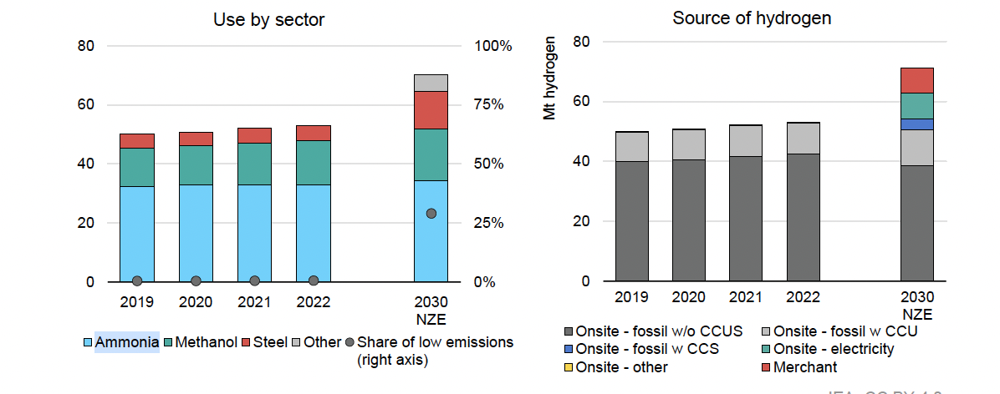 Use by sector
80
60
40
20
0
100%
75%
50%
25%
0%
2019 2020 2021 2022 2030
NZE
Ammonia Methanol Steel Other Share of low emissions
(right axis)
Source of hydrogen
Mt hydrogen
80
60
40
20
0
2019 2020 2021 2022 2030
NZE
Onsite - fossil w/o CCUS Onsite - fossil w CCU
Onsite - fossil w CCS Onsite - electricity
Onsite - other Merchant